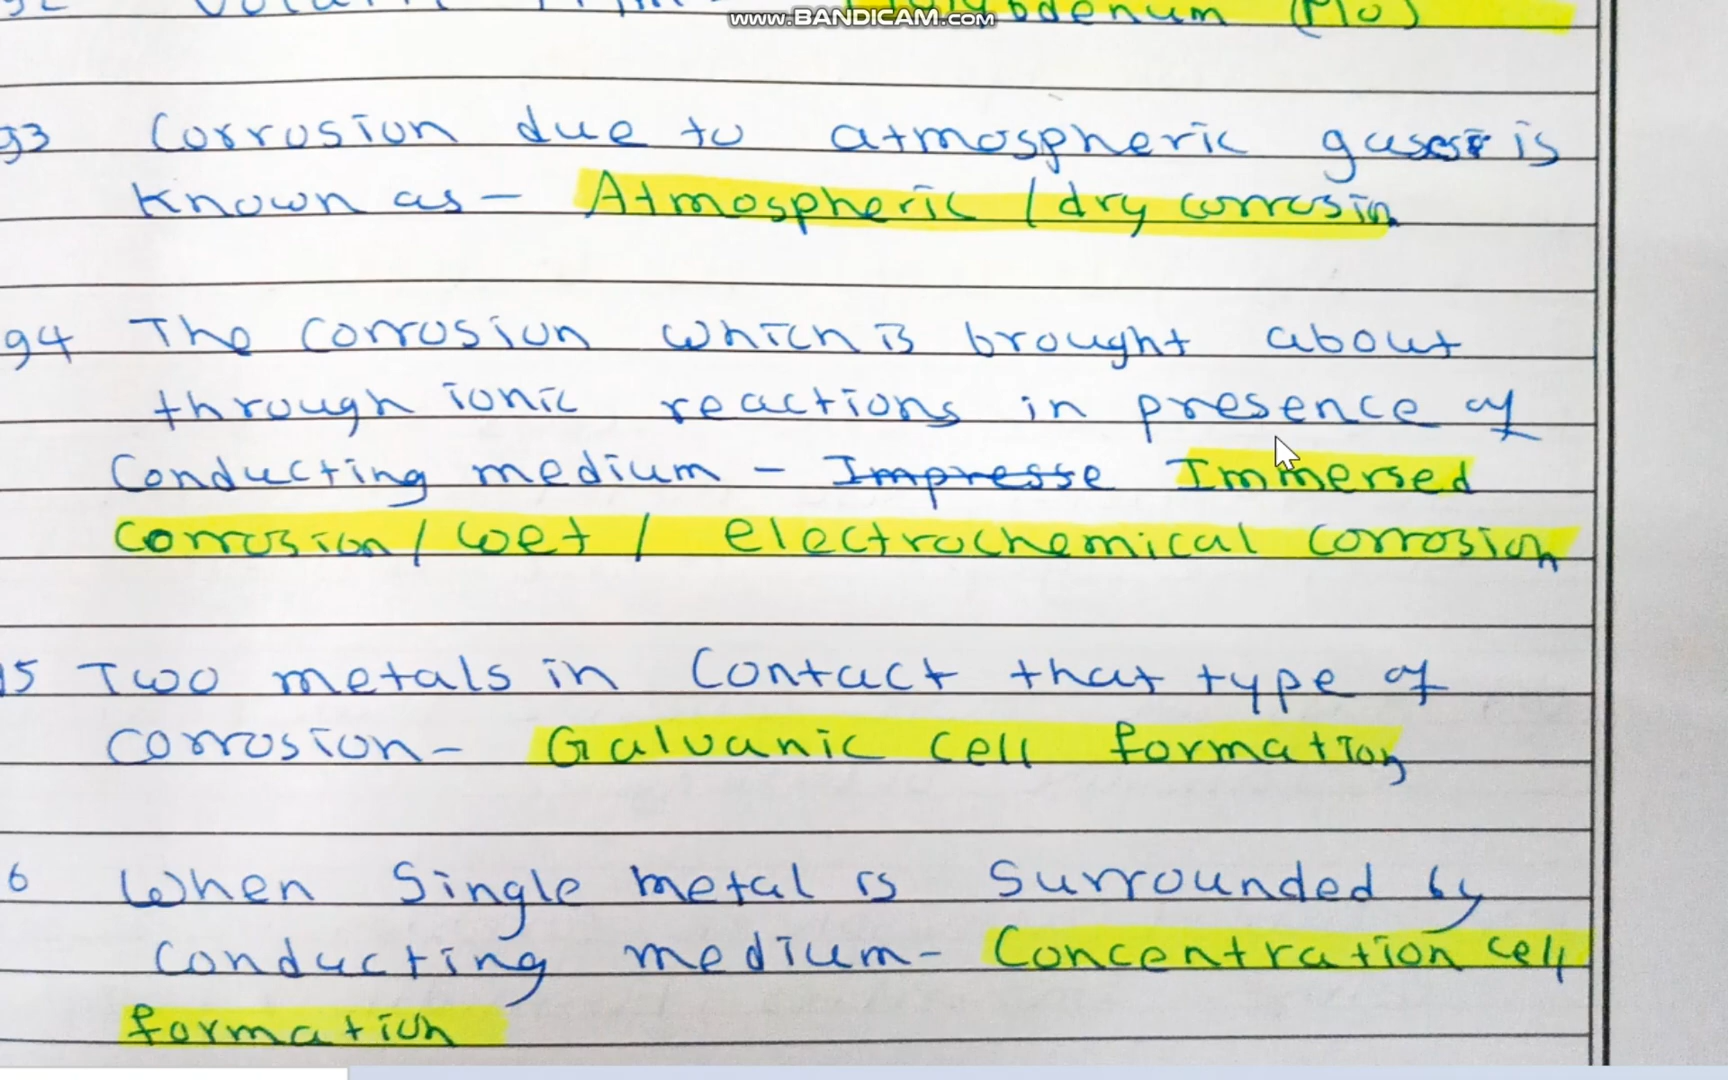 www.BANDICAM.com
93 Corrosion due to atmospheric gases is
known as - Atmospheric / dry corrosin
94 The corrosion which is brought about
through ionic reactions in presence of
Conducting medium - Impresse Immersed
corrosion / wet / electrochemical corrosion
95 Two metals in contact that type of
corrosion - Galvanic cell formation
6 When Single metal is surrounded by
conducting medium - Concentration cell
formation